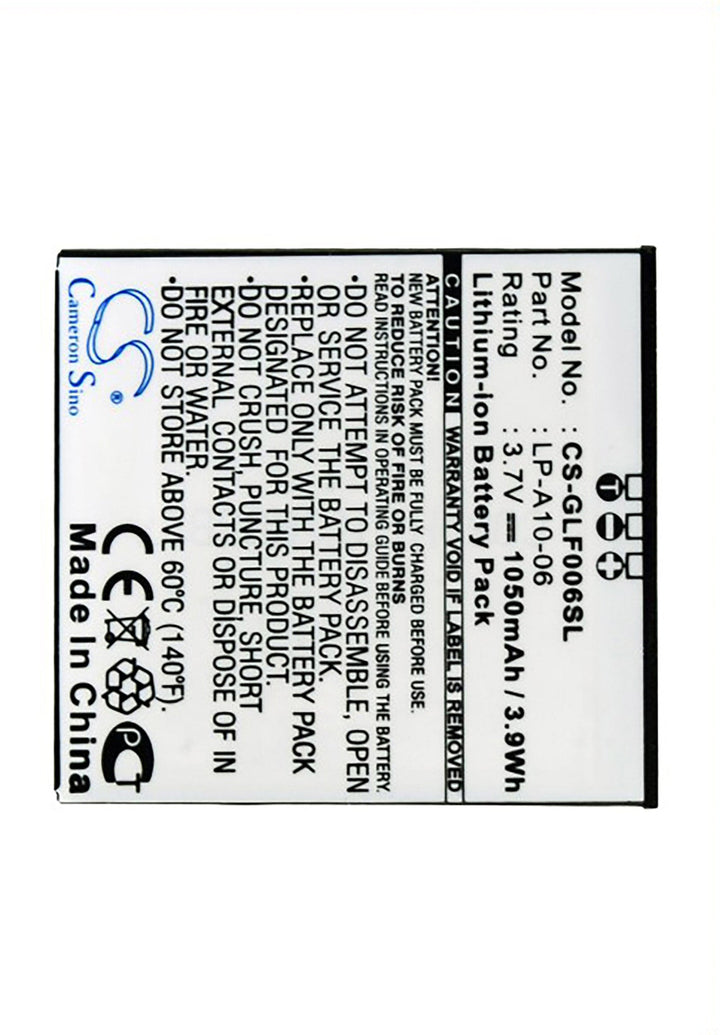 T - +
Model No. : CS-GLF006SL
Part No. : LP-A10-06
Rating : 3.7V ⎓ 1050mAh / 3.9Wh
Lithium-ion Battery Pack
CAUTION WARRANTY VOID IF LABEL IS REMOVED
ATTENTION!
NEW BATTERY PACK MUST BE FULLY CHARGED BEFORE USE.
TO REDUCE RISK OF FIRE OR BURNS
READ INSTRUCTIONS IN OPERATING GUIDE BEFORE USING THE BATTERY.
•DO NOT ATTEMPT TO DISASSEMBLE, OPEN
OR SERVICE THE BATTERY PACK.
•REPLACE ONLY WITH THE BATTERY PACK
DESIGNATED FOR THIS PRODUCT.
•DO NOT CRUSH, PUNCTURE, SHORT
EXTERNAL CONTACTS OR DISPOSE OF IN
FIRE OR WATER.
•DO NOT STORE ABOVE 60°C (140°F).
CS®
Cameron Sino
CE PCT
Made in China